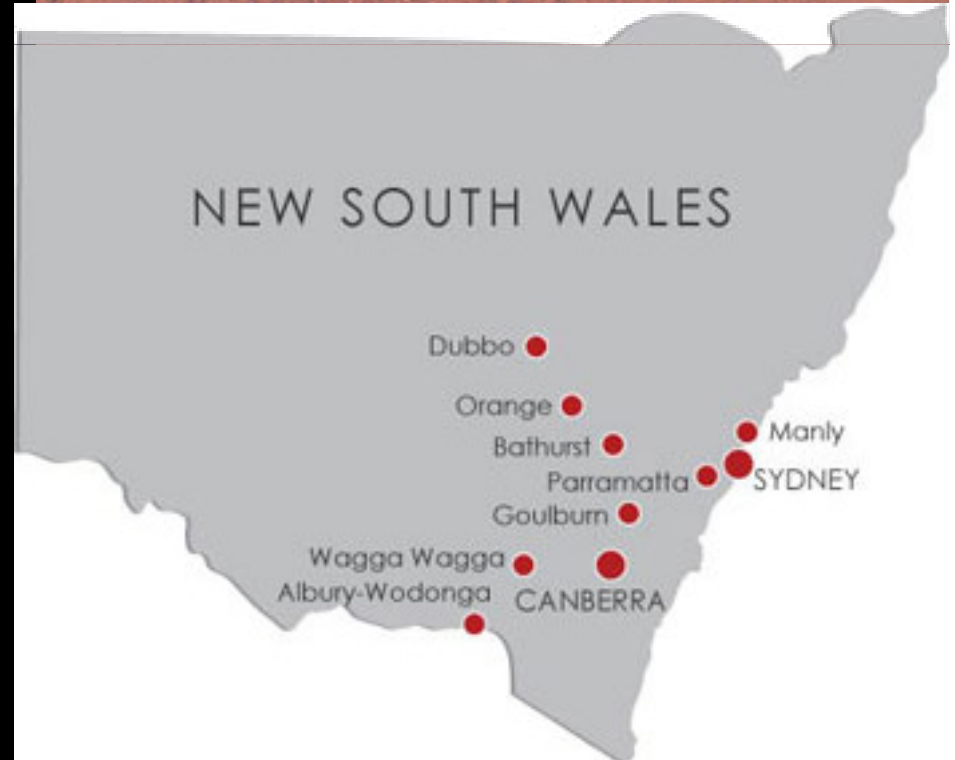 NEW SOUTH WALES
Dubbo
Orange
Manly
Bathurst
Parramatta
SYDNEY
Goulburn
Wagga Wagga
Albury-Wodonga
CANBERRA